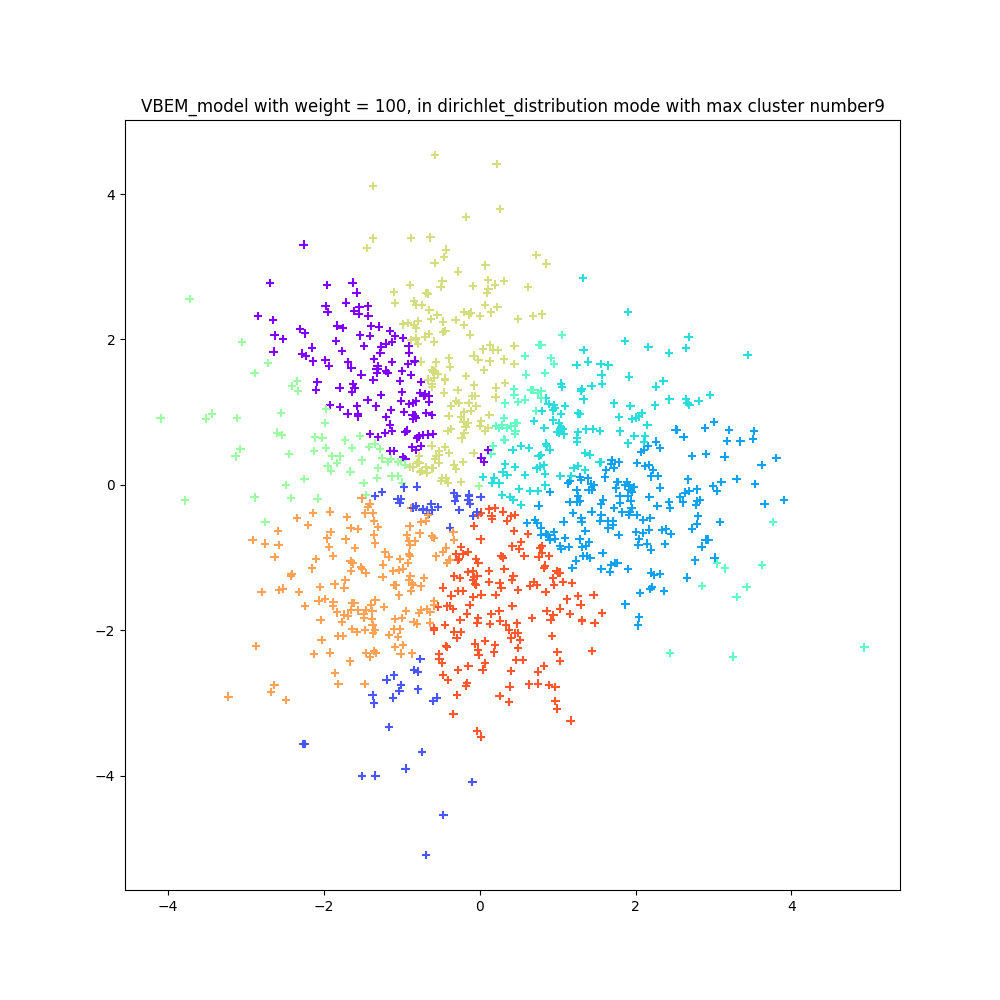 VBEM_model with weight = 100, in dirichlet_distribution mode with max cluster number9
4
2
0
−2
−4
−4 −2 0 2 4